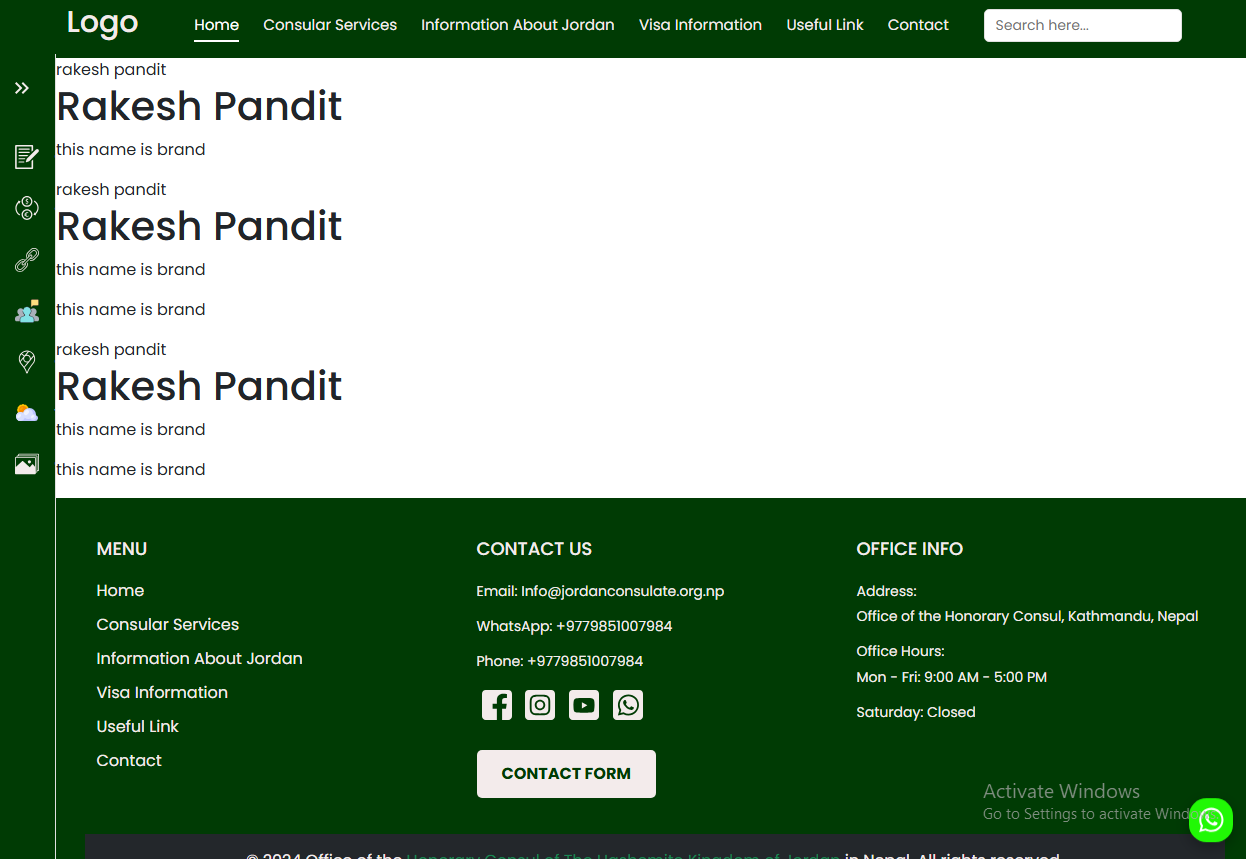 Logo
Home Consular Services Information About Jordan Visa Information Useful Link Contact Search here...
rakesh pandit
Rakesh Pandit
this name is brand
rakesh pandit
Rakesh Pandit
this name is brand
this name is brand
rakesh pandit
Rakesh Pandit
this name is brand
this name is brand
MENU
Home
Consular Services
Information About Jordan
Visa Information
Useful Link
Contact
CONTACT US
Email: Info@jordanconsulate.org.np
WhatsApp: +9779851007984
Phone: +9779851007984
CONTACT FORM
OFFICE INFO
Address:
Office of the Honorary Consul, Kathmandu, Nepal
Office Hours:
Mon - Fri: 9:00 AM - 5:00 PM
Saturday: Closed
Activate Windows
Go to Settings to activate Wind
© 2024 Office of the Honorary Consul of The Hashemite Kingdom of Jordan in Nepal. All rights reserved